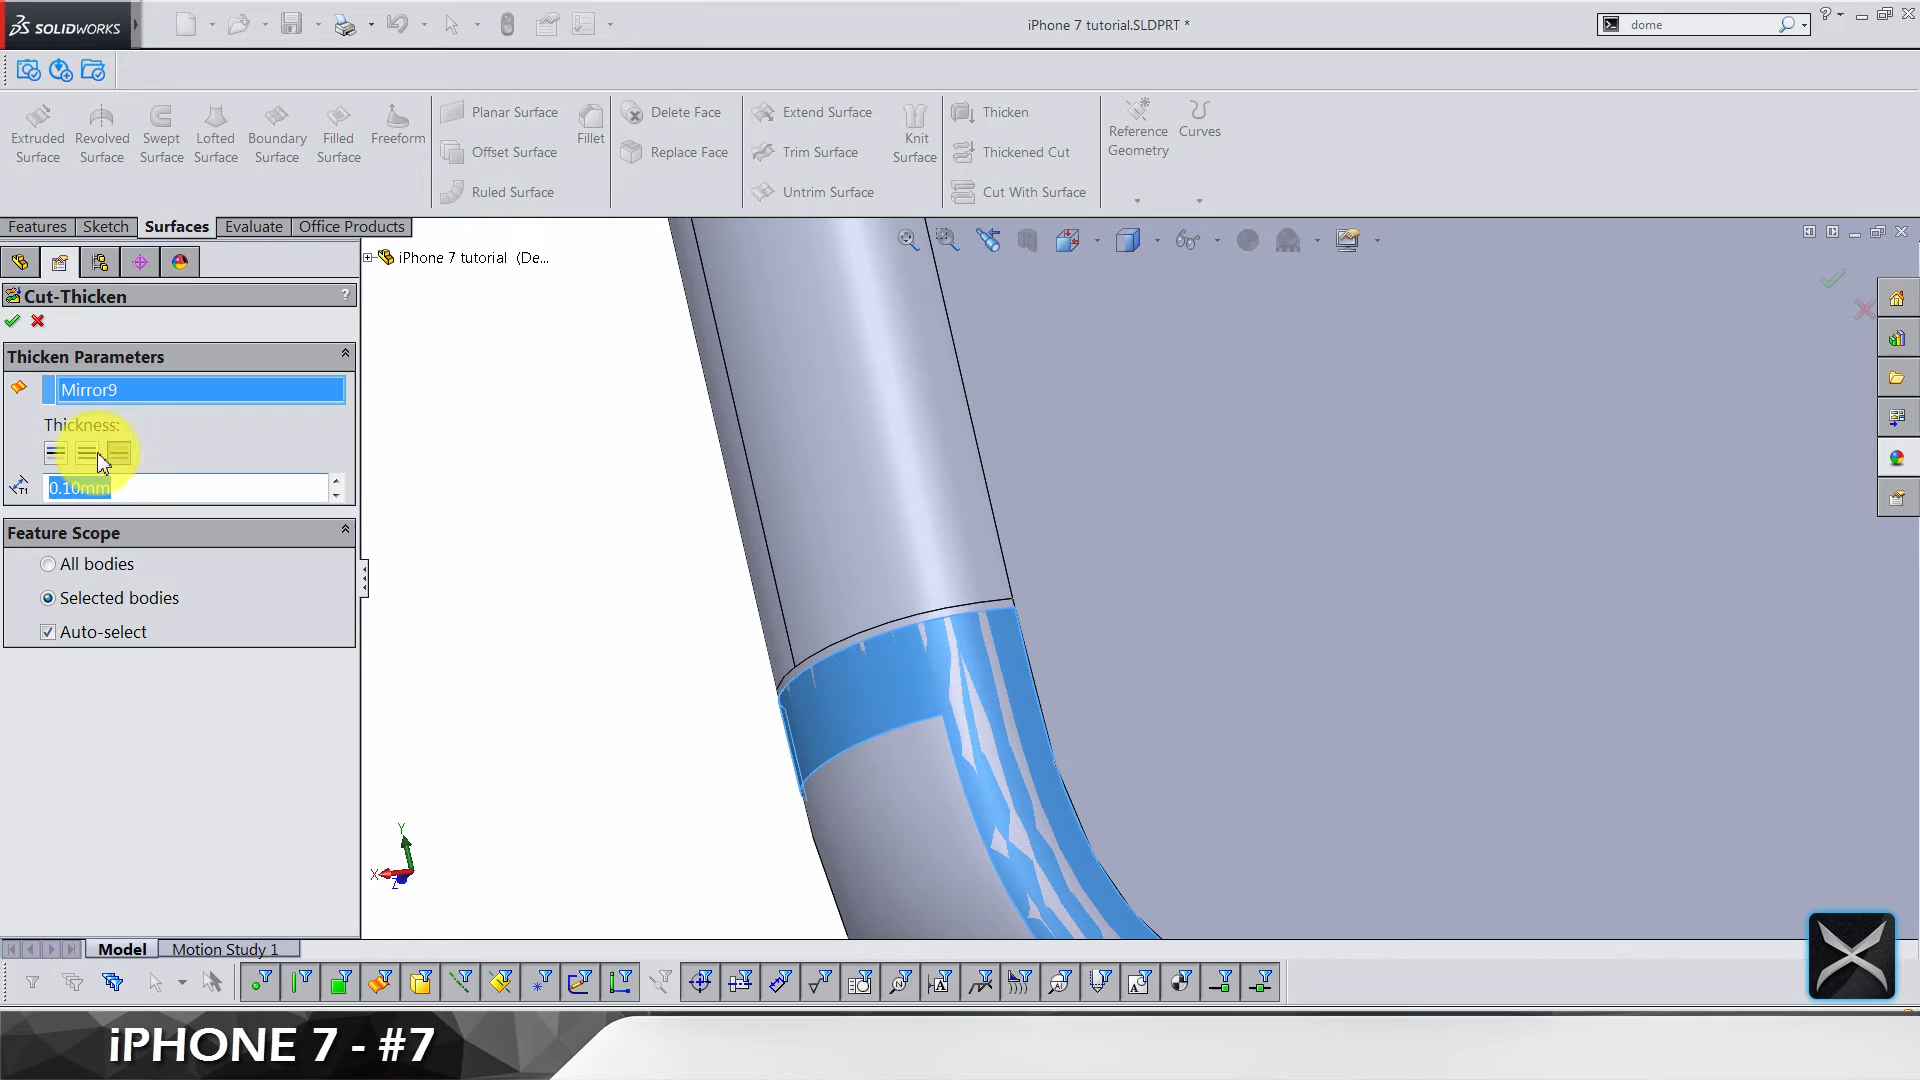 SOLIDWORKS
iPhone 7 tutorial.SLDPRT *
dome
Extruded Surface
Revolved Surface
Swept Surface
Lofted Surface
Boundary Surface
Filled Surface
Freeform
Planar Surface
Offset Surface
Ruled Surface
Fillet
Delete Face
Replace Face
Extend Surface
Trim Surface
Untrim Surface
Knit Surface
Thicken
Thickened Cut
Cut With Surface
Reference Geometry
Curves
Features
Sketch
Surfaces
Evaluate
Office Products
iPhone 7 tutorial (De...
Cut-Thicken
?
Thicken Parameters
Mirror9
Thickness:
T1
0.10mm
Feature Scope
All bodies
Selected bodies
Auto-select
Y
X
Z
Model
Motion Study 1
iPHONE 7 - #7